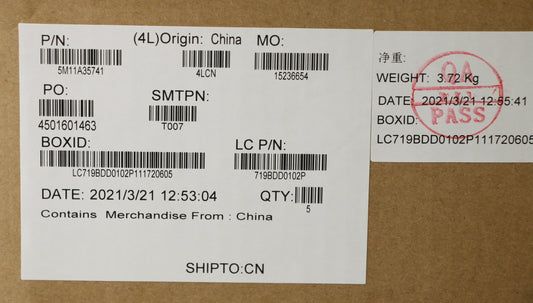 P/N: (4L)Origin: China MO:
5M11A35741 4LCN 15236654
PO: SMTPN:
4501601463 T007
BOXID: LC P/N:
LC719BDD0102P111720605 719BDD0102P
DATE: 2021/3/21 12:53:04 QTY:
5
Contains Merchandise From : China
SHIPTO:CN
净重:
WEIGHT: 3.72 Kg
DATE: 2021/3/21 12:55:41
BOXID:
LC719BDD0102P111720605
QA
PASS